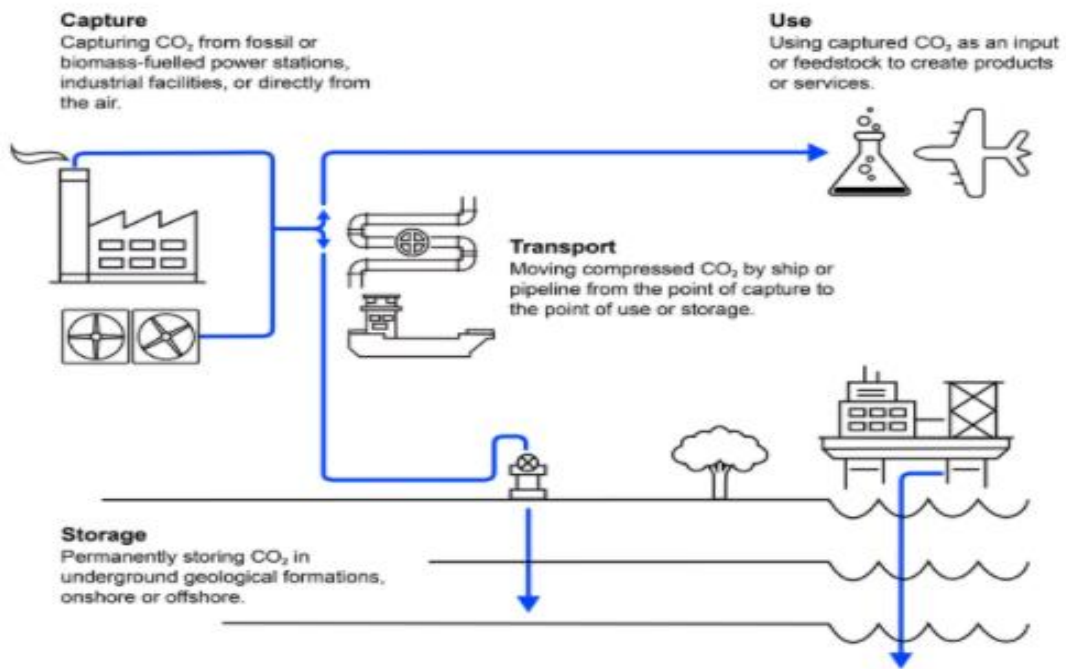 Capture
Capturing CO₂ from fossil or
biomass-fuelled power stations,
industrial facilities, or directly from
the air.
Use
Using captured CO₂ as an input
or feedstock to create products
or services.
Transport
Moving compressed CO₂ by ship or
pipeline from the point of capture to
the point of use or storage.
Storage
Permanently storing CO₂ in
underground geological formations,
onshore or offshore.